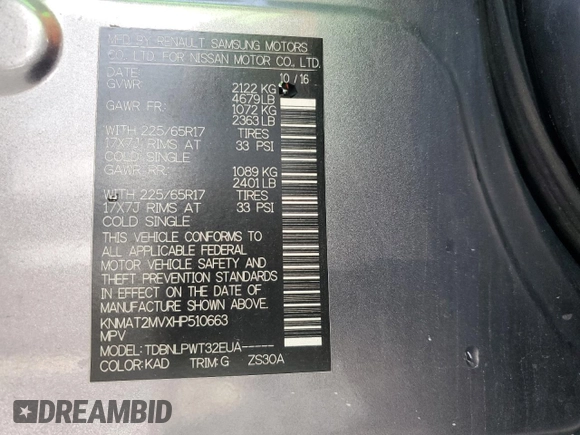 MFD BY RENAULT SAMSUNG MOTORS
CO., LTD. FOR NISSAN MOTOR CO., LTD.
DATE: 10/16
GVWR: 2122 KG
4679LB
GAWR FR: 1072 KG
2363 LB
WITH 225/65R17 TIRES
17X7J RIMS AT 33 PSI
COLD SINGLE
GAWR RR: 1089 KG
2401 LB
WITH 225/65R17 TIRES
17X7J RIMS AT 33 PSI
COLD SINGLE
THIS VEHICLE CONFORMS TO
ALL APPLICABLE FEDERAL
MOTOR VEHICLE SAFETY AND
THEFT PREVENTION STANDARDS
IN EFFECT ON THE DATE OF
MANUFACTURE SHOWN ABOVE.
KNMAT2MVXHP510663
MPV
MODEL: TDBNLPWT32EUA-----
COLOR: KAD TRIM: G ZS30A
DREAMBID